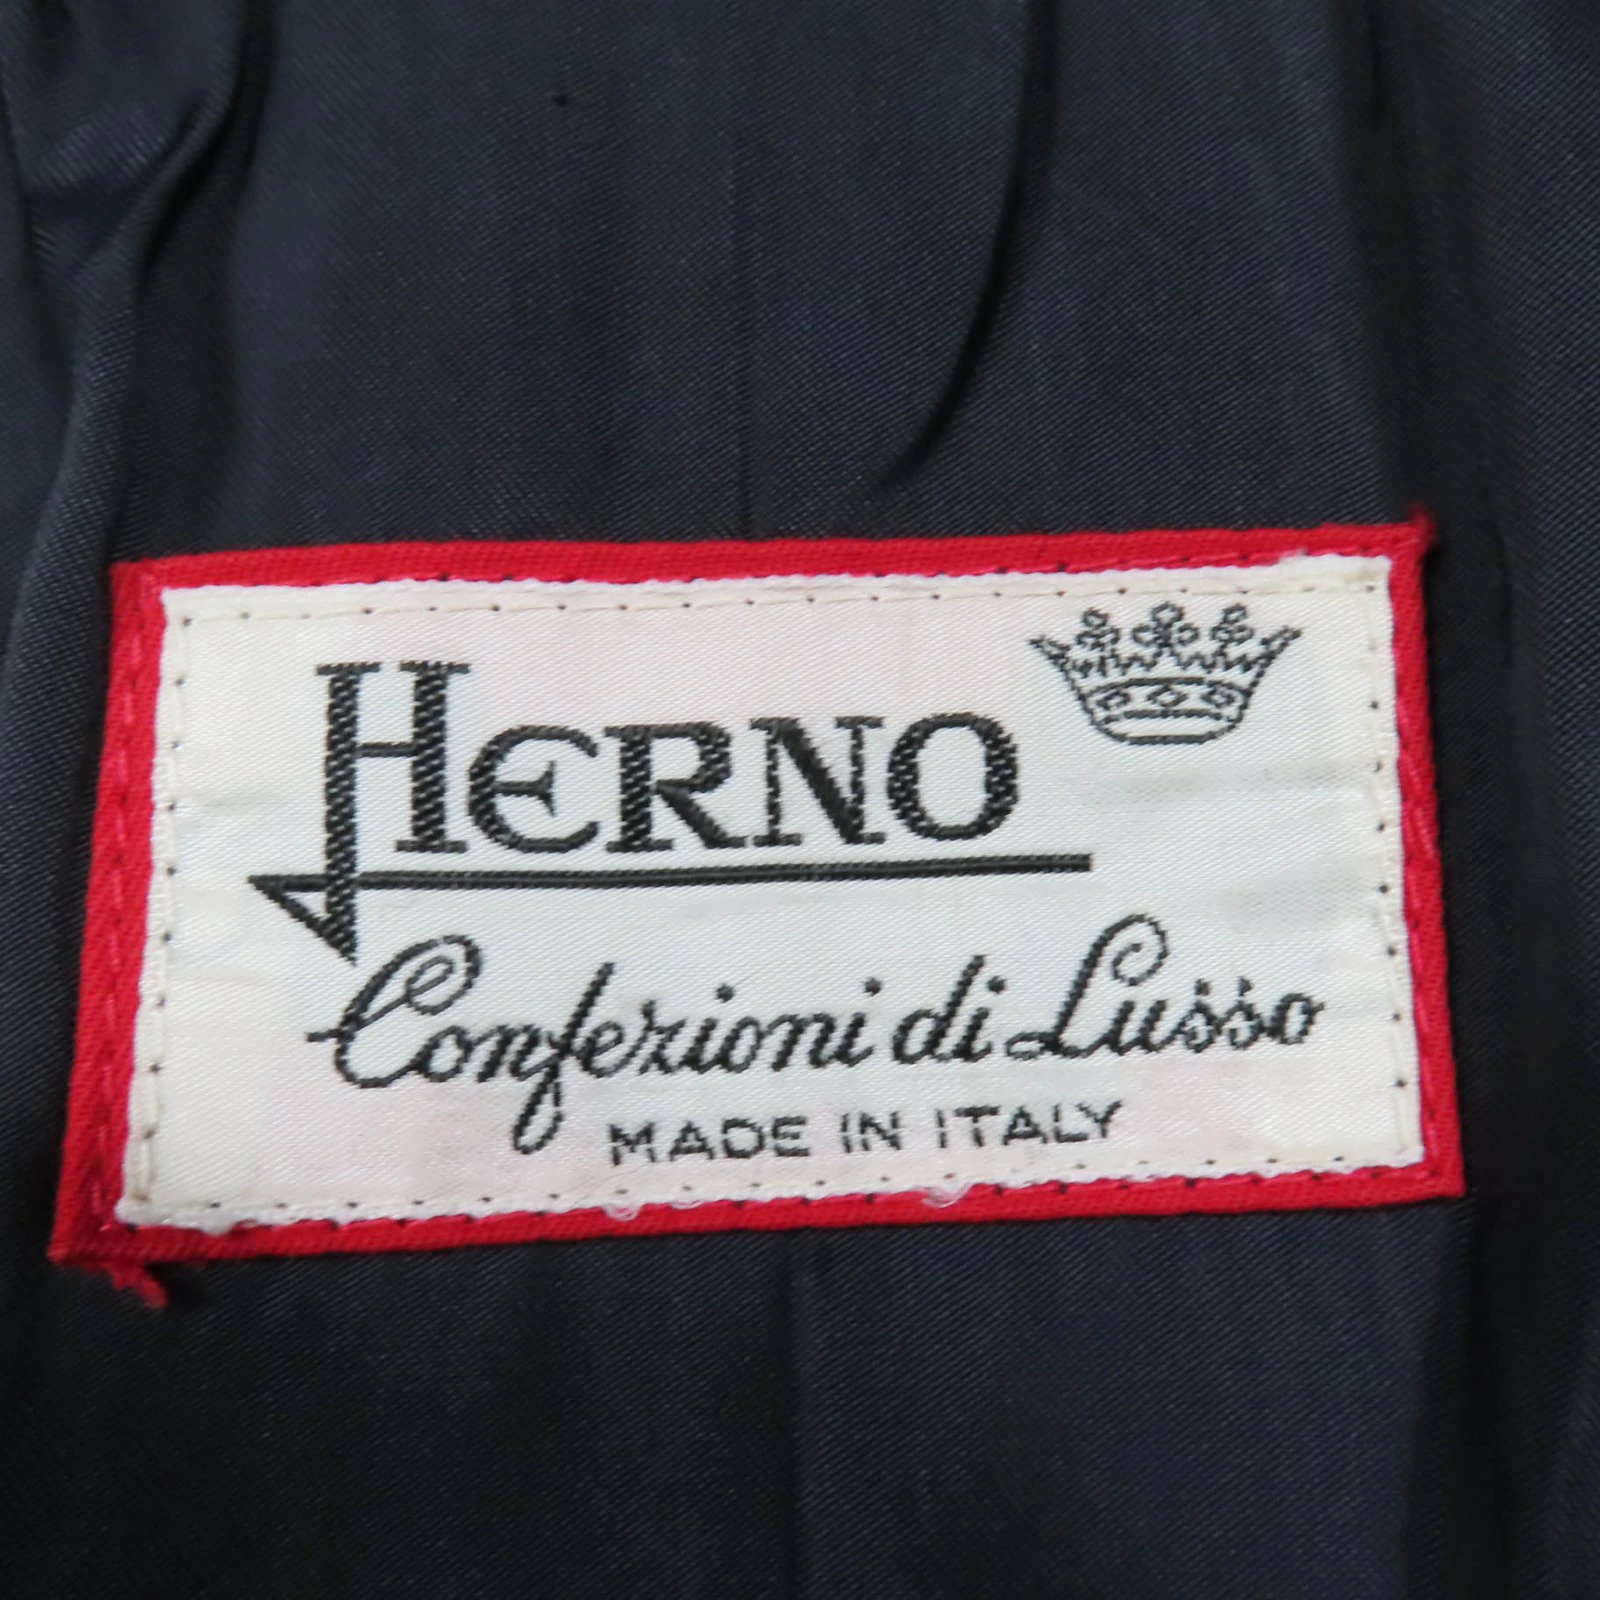 HERNO
Confezioni di Lusso
MADE IN ITALY